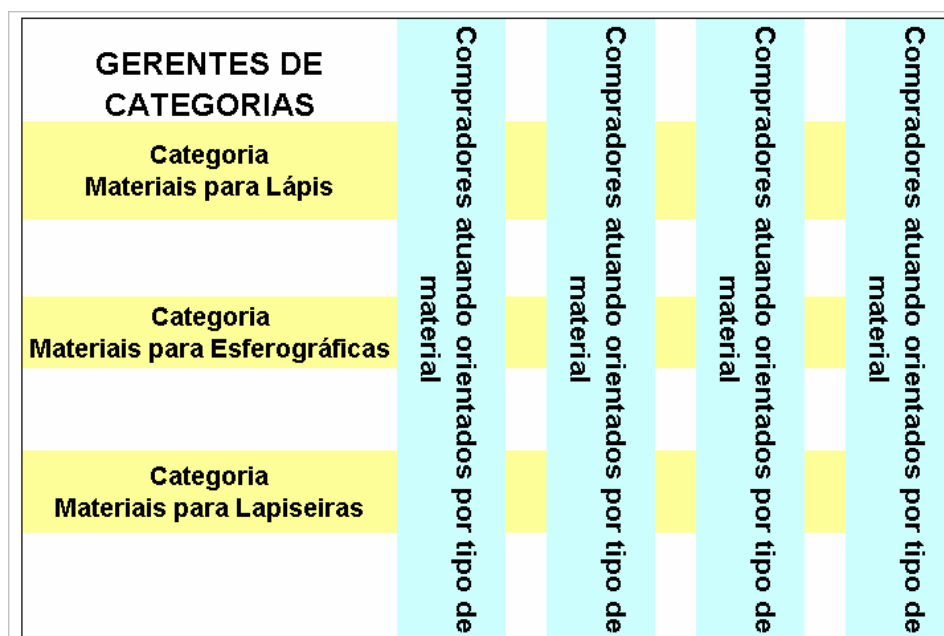 GERENTES DE
CATEGORIAS
Categoria
Materiais para Lápis
Categoria
Materiais para Esferográficas
Categoria
Materiais para Lapiseiras
Compradores atuando orientados por tipo de
material
Compradores atuando orientados por tipo de
material
Compradores atuando orientados por tipo de
material
Compradores atuando orientados por tipo de
material